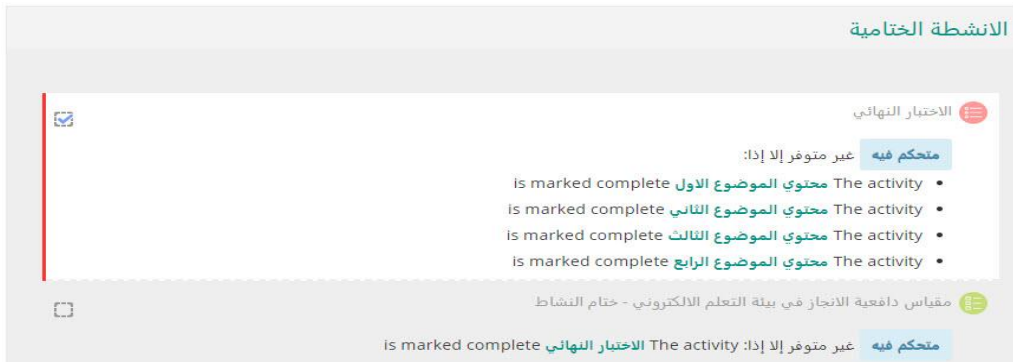 الانشطة الختامية
الاختبار النهائي
متحكم فيه غير متوفر إلا إذا:
The activity محتوي الموضوع الاول is marked complete
The activity محتوي الموضوع الثاني is marked complete
The activity محتوي الموضوع الثالث is marked complete
The activity محتوي الموضوع الرابع is marked complete
مقياس دافعية الانجاز في بيئة التعلم الالكتروني - ختام النشاط
متحكم فيه غير متوفر إلا إذا: The activity الاختبار النهائي is marked complete